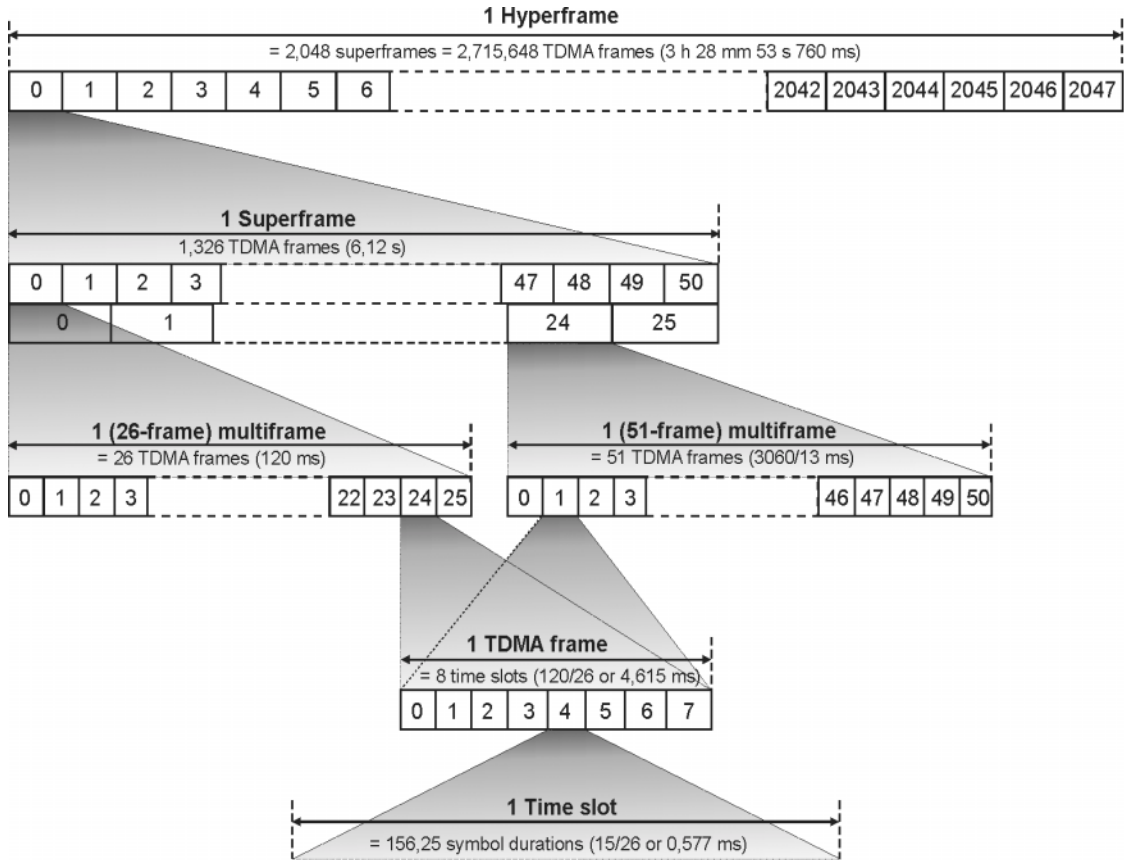 1 Hyperframe
= 2,048 superframes = 2,715,648 TDMA frames (3 h 28 mm 53 s 760 ms)
0 1 2 3 4 5 6 2042 2043 2044 2045 2046 2047
1 Superframe
1,326 TDMA frames (6,12 s)
0 1 2 3 47 48 49 50
0 1 24 25
1 (26-frame) multiframe
= 26 TDMA frames (120 ms)
1 (51-frame) multiframe
= 51 TDMA frames (3060/13 ms)
0 1 2 3 22 23 24 25
0 1 2 3 46 47 48 49 50
1 TDMA frame
= 8 time slots (120/26 or 4,615 ms)
0 1 2 3 4 5 6 7
1 Time slot
= 156,25 symbol durations (15/26 or 0,577 ms)